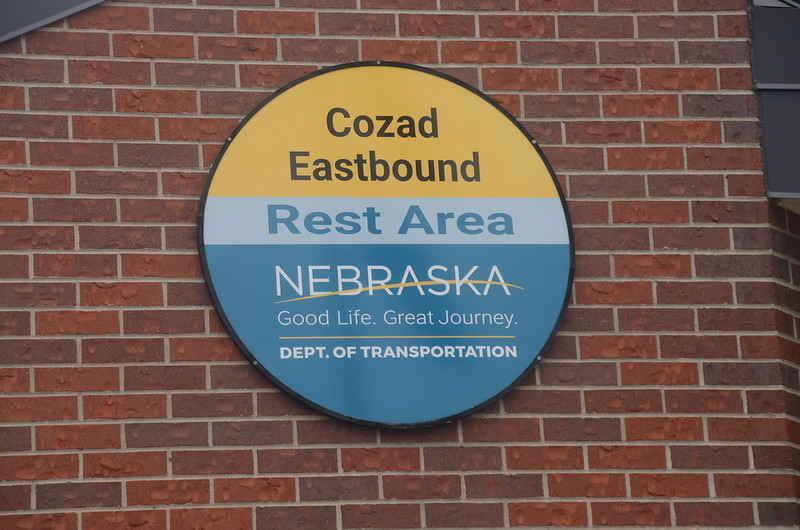 Cozad
Eastbound
Rest Area
NEBRASKA
Good Life. Great Journey.
DEPT. OF TRANSPORTATION